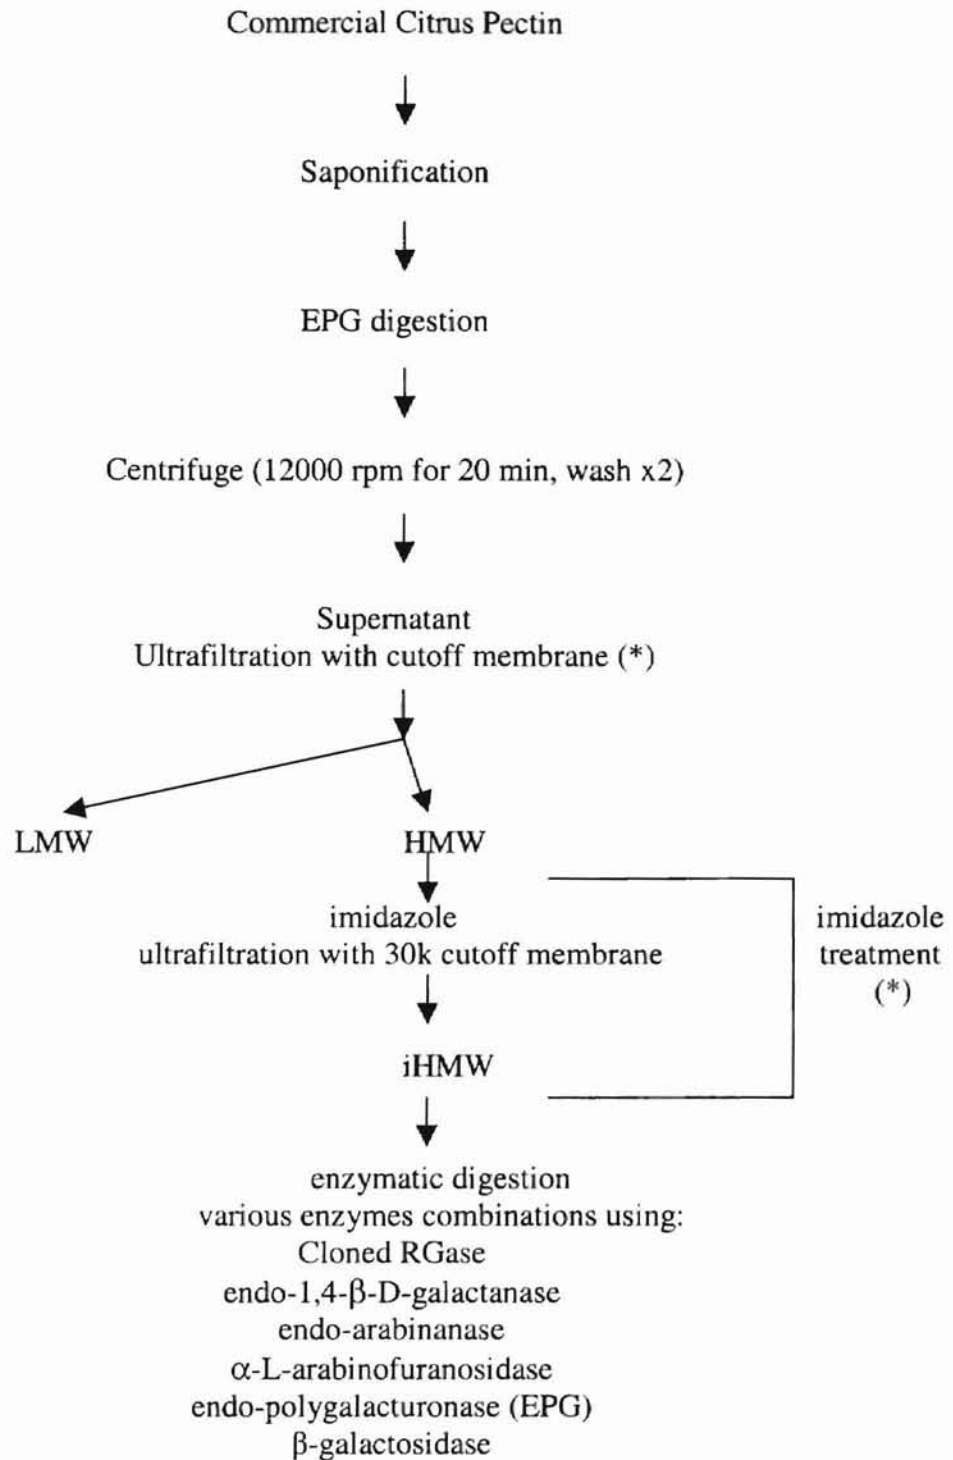 Commercial Citrus Pectin
Saponification
EPG digestion
Centrifuge (12000 rpm for 20 min, wash x2)
Supernatant
Ultrafiltration with cutoff membrane (*)
LMW
HMW
imidazole
ultrafiltration with 30k cutoff membrane
imidazole
treatment
(*)
iHMW
enzymatic digestion
various enzymes combinations using:
Cloned RGase
endo-1,4-β-D-galactanase
endo-arabinanase
α-L-arabinofuranosidase
endo-polygalacturonase (EPG)
β-galactosidase